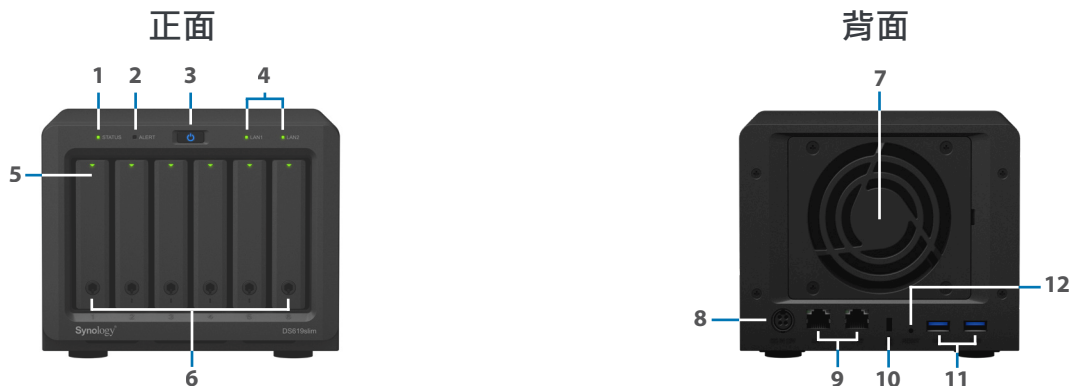 正面
背面
1 2 3 4
STATUS ALERT LAN1 LAN2
5
6
Synology
DS619slim
7
8
9
10
11
12